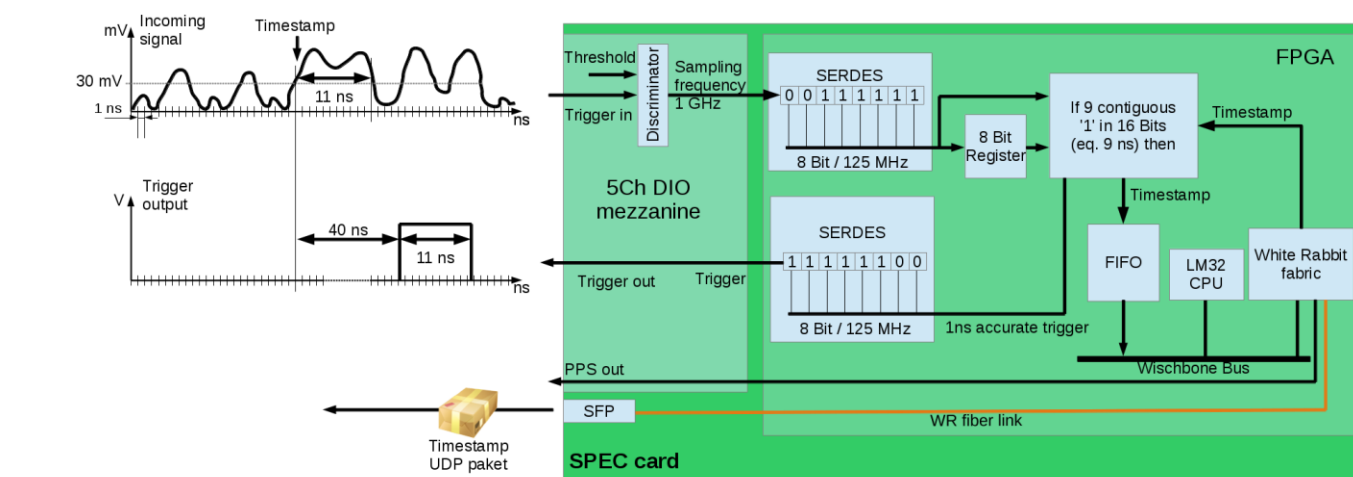 mV
Incoming
signal
Timestamp
30 mV
11 ns
1 ns
ns
V
Trigger
output
40 ns
11 ns
ns
Threshold
Trigger in
Discriminator
Sampling
frequency
1 GHz
5Ch DIO
mezzanine
FPGA
SERDES
0 0 1 1 1 1 1 1
8 Bit / 125 MHz
8 Bit
Register
If 9 contiguous
'1' in 16 Bits
(eq. 9 ns) then
Timestamp
Timestamp
SERDES
1 1 1 1 1 1 0 0
8 Bit / 125 MHz
Trigger out
Trigger
1ns accurate trigger
FIFO
LM32
CPU
White Rabbit
fabric
Wischbone Bus
PPS out
SFP
WR fiber link
Timestamp
UDP paket
SPEC card